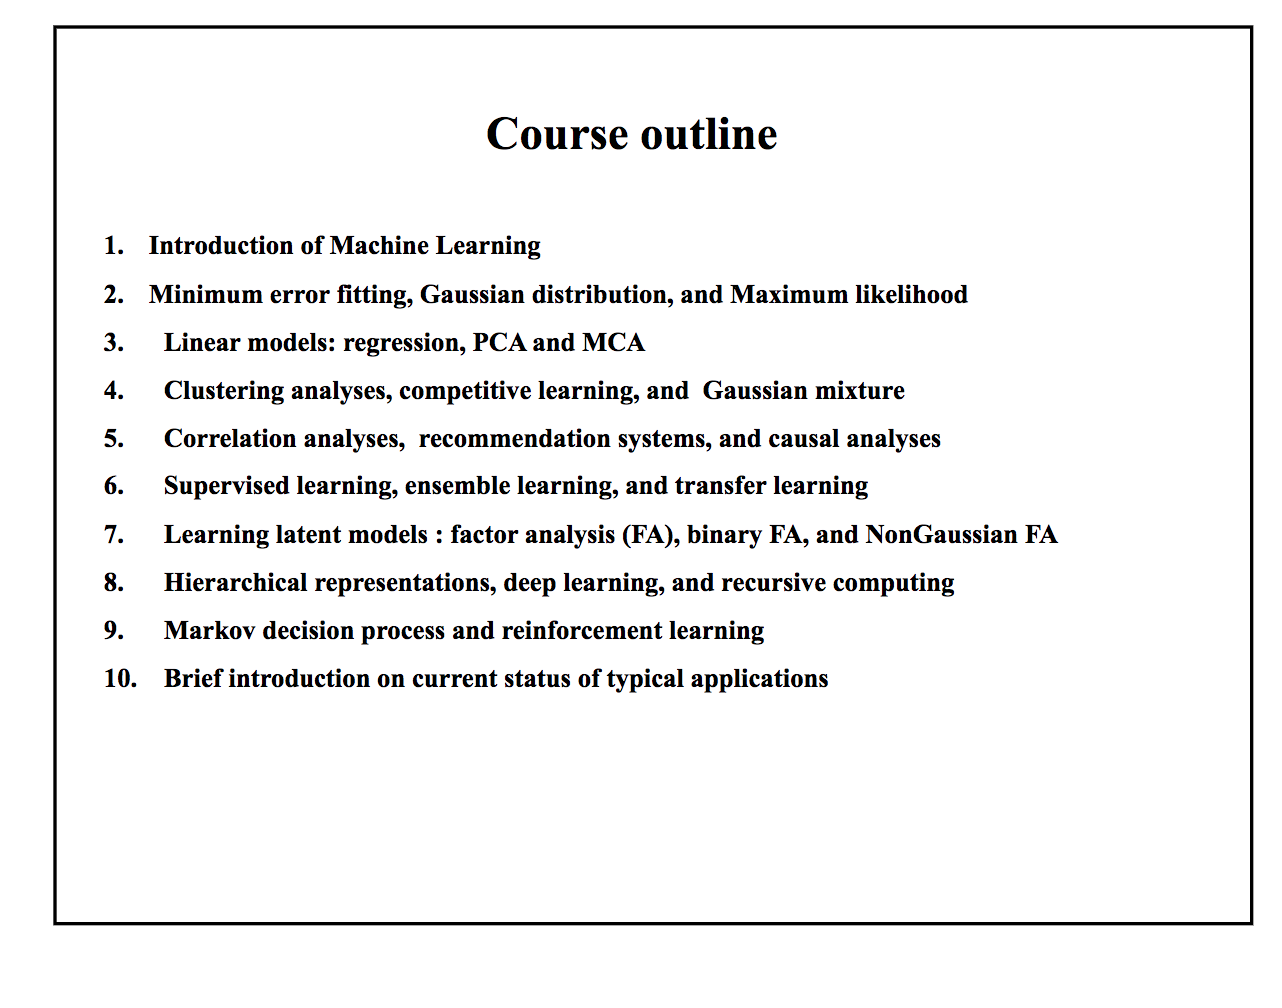 Course outline
1. Introduction of Machine Learning
2. Minimum error fitting, Gaussian distribution, and Maximum likelihood
3. Linear models: regression, PCA and MCA
4. Clustering analyses, competitive learning, and Gaussian mixture
5. Correlation analyses, recommendation systems, and causal analyses
6. Supervised learning, ensemble learning, and transfer learning
7. Learning latent models : factor analysis (FA), binary FA, and NonGaussian FA
8. Hierarchical representations, deep learning, and recursive computing
9. Markov decision process and reinforcement learning
10. Brief introduction on current status of typical applications